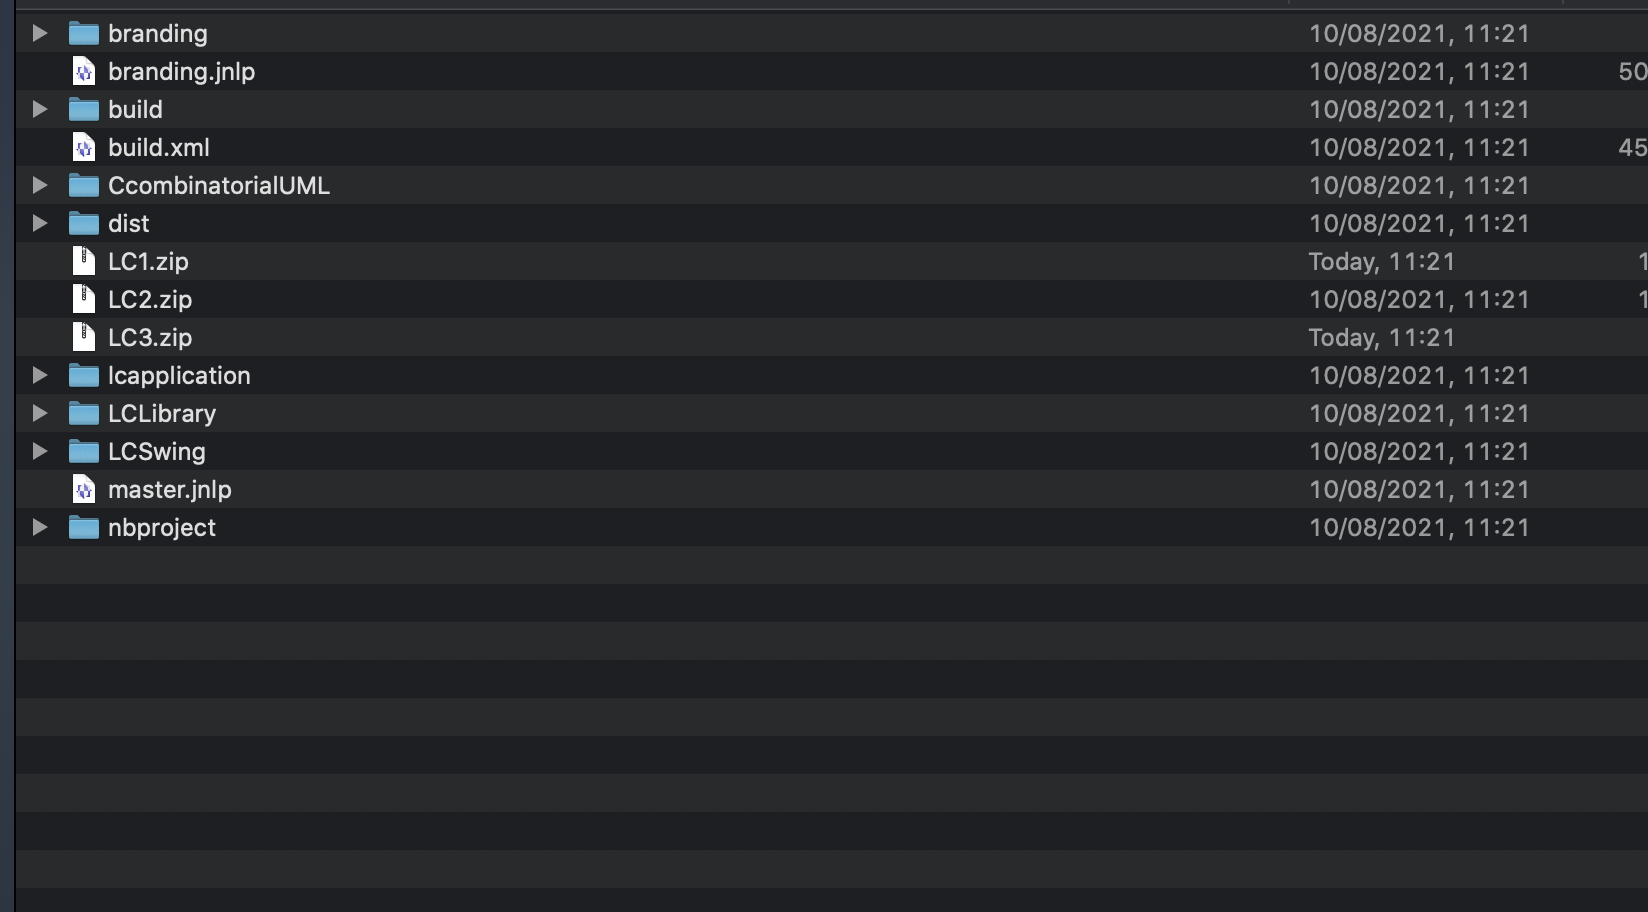 branding 10/08/2021, 11:21
branding.jnlp 10/08/2021, 11:21 50
build 10/08/2021, 11:21
build.xml 10/08/2021, 11:21 45
CcombinatorialUML 10/08/2021, 11:21
dist 10/08/2021, 11:21
LC1.zip Today, 11:21 1
LC2.zip 10/08/2021, 11:21 1
LC3.zip Today, 11:21
lcapplication 10/08/2021, 11:21
LCLibrary 10/08/2021, 11:21
LCSwing 10/08/2021, 11:21
master.jnlp 10/08/2021, 11:21
nbproject 10/08/2021, 11:21